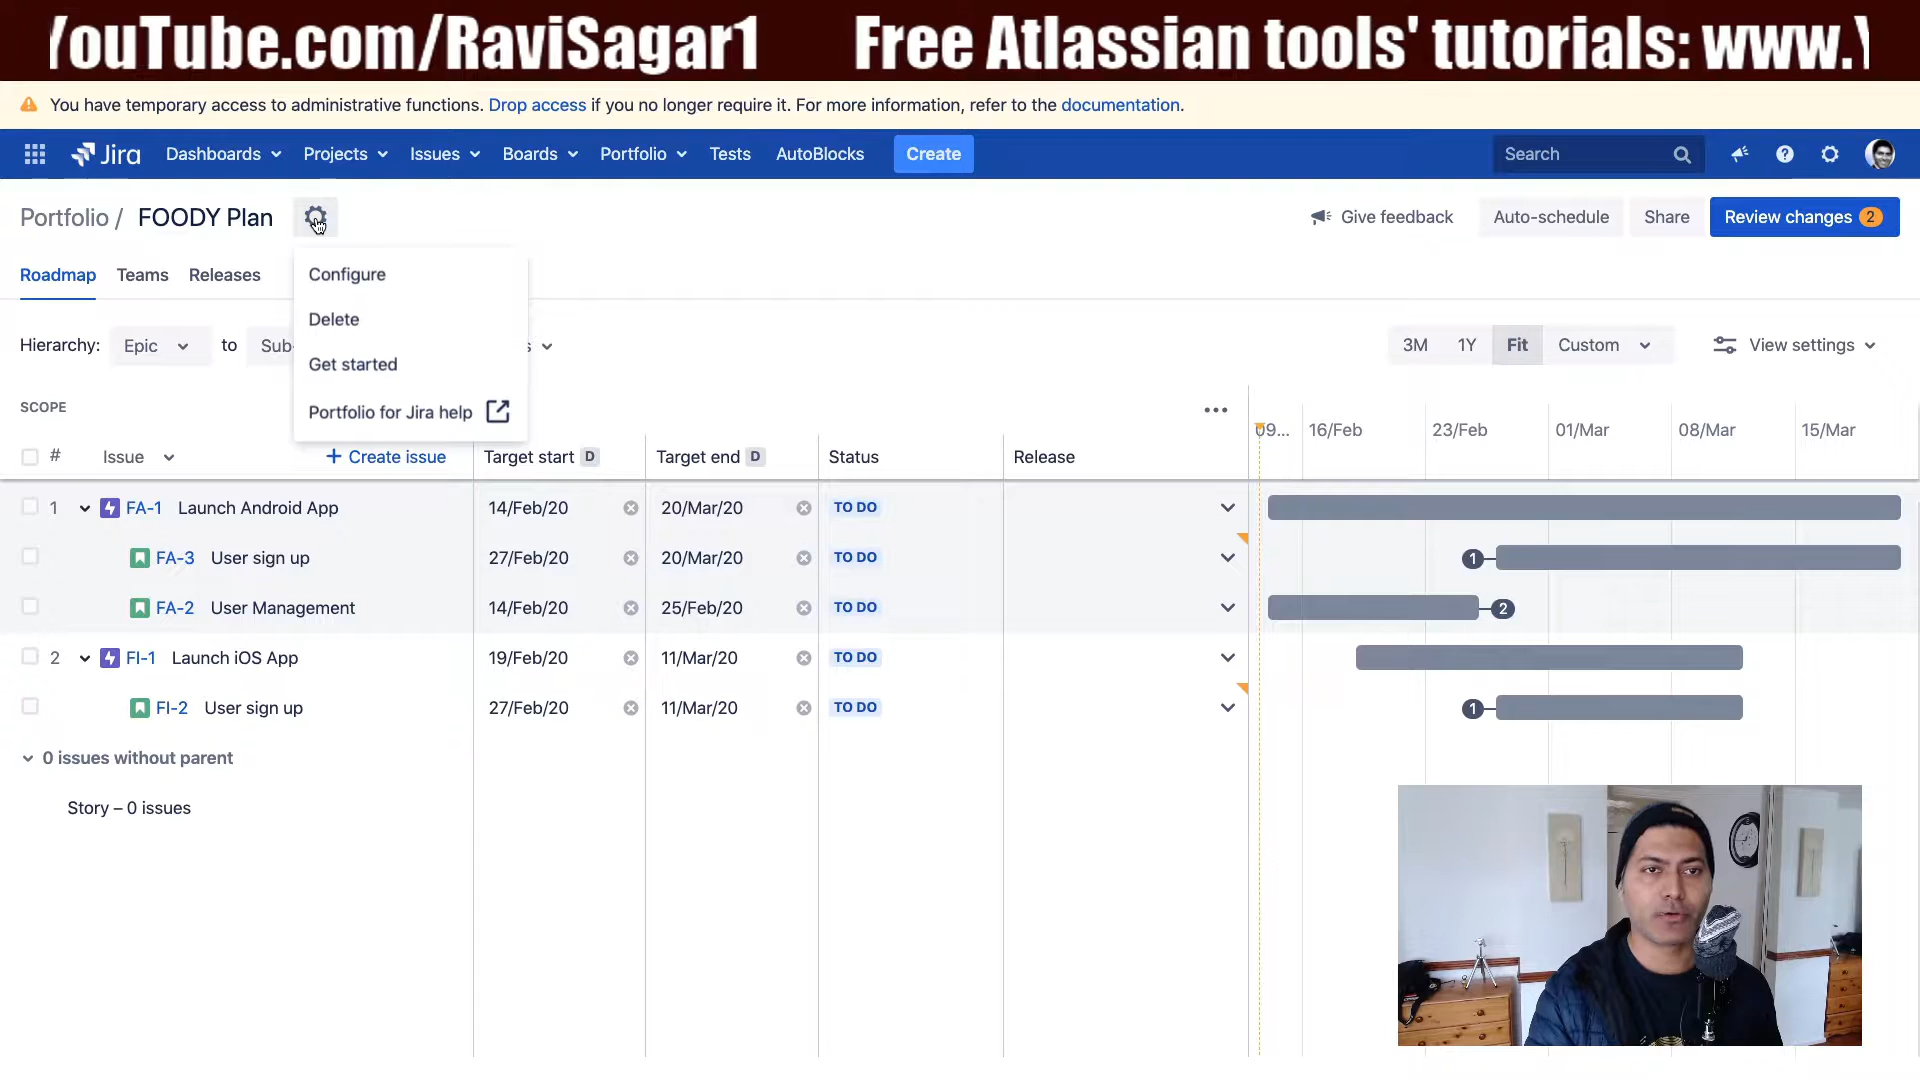 YouTube.com/RaviSagar1 Free Atlassian tools' tutorials: www.Y
You have temporary access to administrative functions. Drop access if you no longer require it. For more information, refer to the documentation.
Jira Dashboards Projects Issues Boards Portfolio Tests AutoBlocks Create Search
Portfolio / FOODY Plan Give feedback Auto-schedule Share Review changes 2
Roadmap Teams Releases
Configure
Delete
Get started
Portfolio for Jira help
Hierarchy: Epic to Sub- s 3M 1Y Fit Custom View settings
SCOPE
09... 16/Feb 23/Feb 01/Mar 08/Mar 15/Mar
# Issue + Create issue Target start D Target end D Status Release
1 FA-1 Launch Android App 14/Feb/20 20/Mar/20 TO DO
FA-3 User sign up 27/Feb/20 20/Mar/20 TO DO 1
FA-2 User Management 14/Feb/20 25/Feb/20 TO DO 2
2 FI-1 Launch iOS App 19/Feb/20 11/Mar/20 TO DO
FI-2 User sign up 27/Feb/20 11/Mar/20 TO DO 1
0 issues without parent
Story – 0 issues